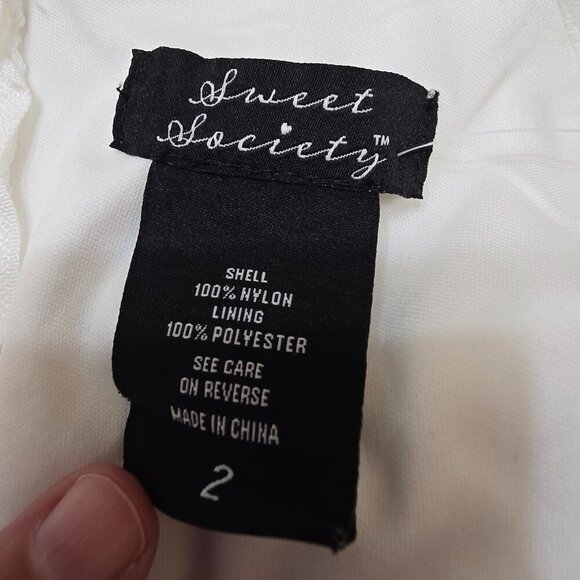 Sweet
Society™
SHELL
100% NYLON
LINING
100% POLYESTER
SEE CARE
ON REVERSE
MADE IN CHINA
2